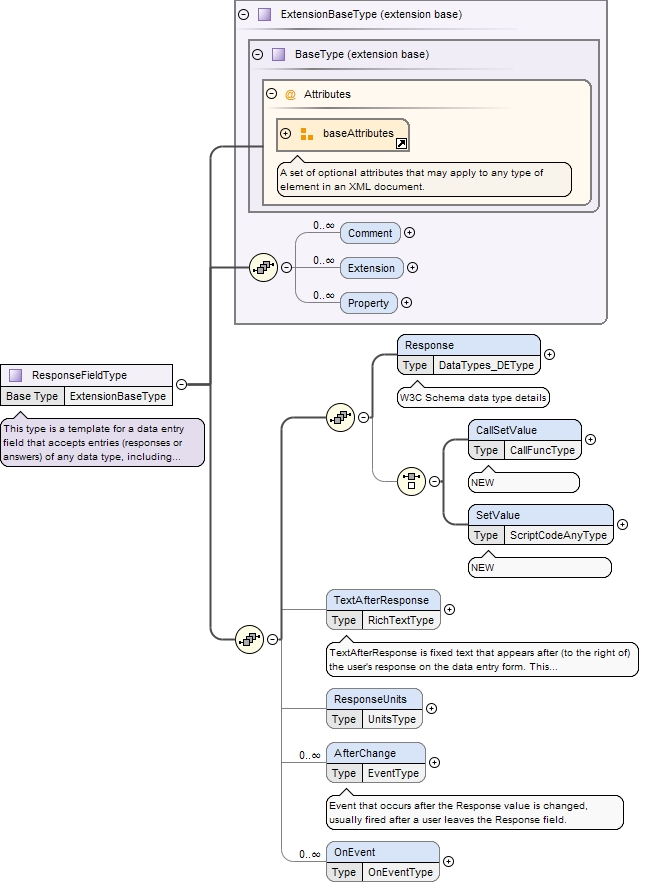 ExtensionBaseType (extension base)
BaseType (extension base)
@ Attributes
baseAttributes
A set of optional attributes that may apply to any type of
element in an XML document.
0..∞
Comment
0..∞
Extension
0..∞
Property
ResponseFieldType
Base Type ExtensionBaseType
This type is a template for a data entry
field that accepts entries (responses or
answers) of any data type, including...
Response
Type DataTypes_DEType
W3C Schema data type details
CallSetValue
Type CallFuncType
NEW
SetValue
Type ScriptCodeAnyType
NEW
TextAfterResponse
Type RichTextType
TextAfterResponse is fixed text that appears after (to the right of)
the user's response on the data entry form. This...
ResponseUnits
Type UnitsType
0..∞
AfterChange
Type EventType
Event that occurs after the Response value is changed,
usually fired after a user leaves the Response field.
0..∞
OnEvent
Type OnEventType